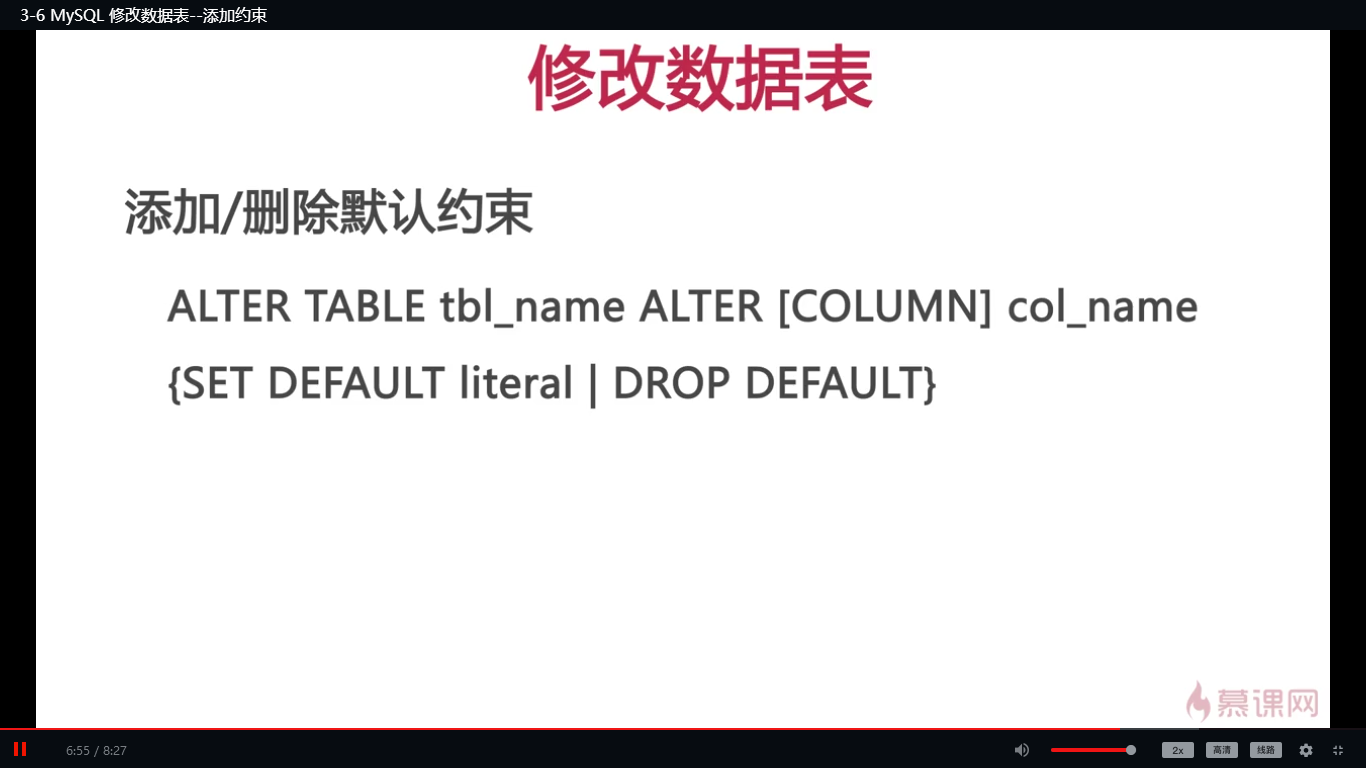 3-6 MySQL 修改数据表--添加约束
修改数据表
添加/删除默认约束
ALTER TABLE tbl_name ALTER [COLUMN] col_name
{SET DEFAULT literal | DROP DEFAULT}
慕课网
6:55 / 8:27
2x
高清
线路